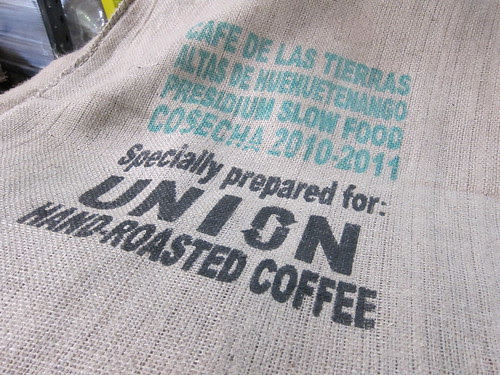 CAFE DE LAS TIERRAS
ALTAS DE HUEHUETENANGO
PRESIDIUM SLOW FOOD
COSECHA 2010-2011
Specially prepared for:
UNION
HAND-ROASTED COFFEE